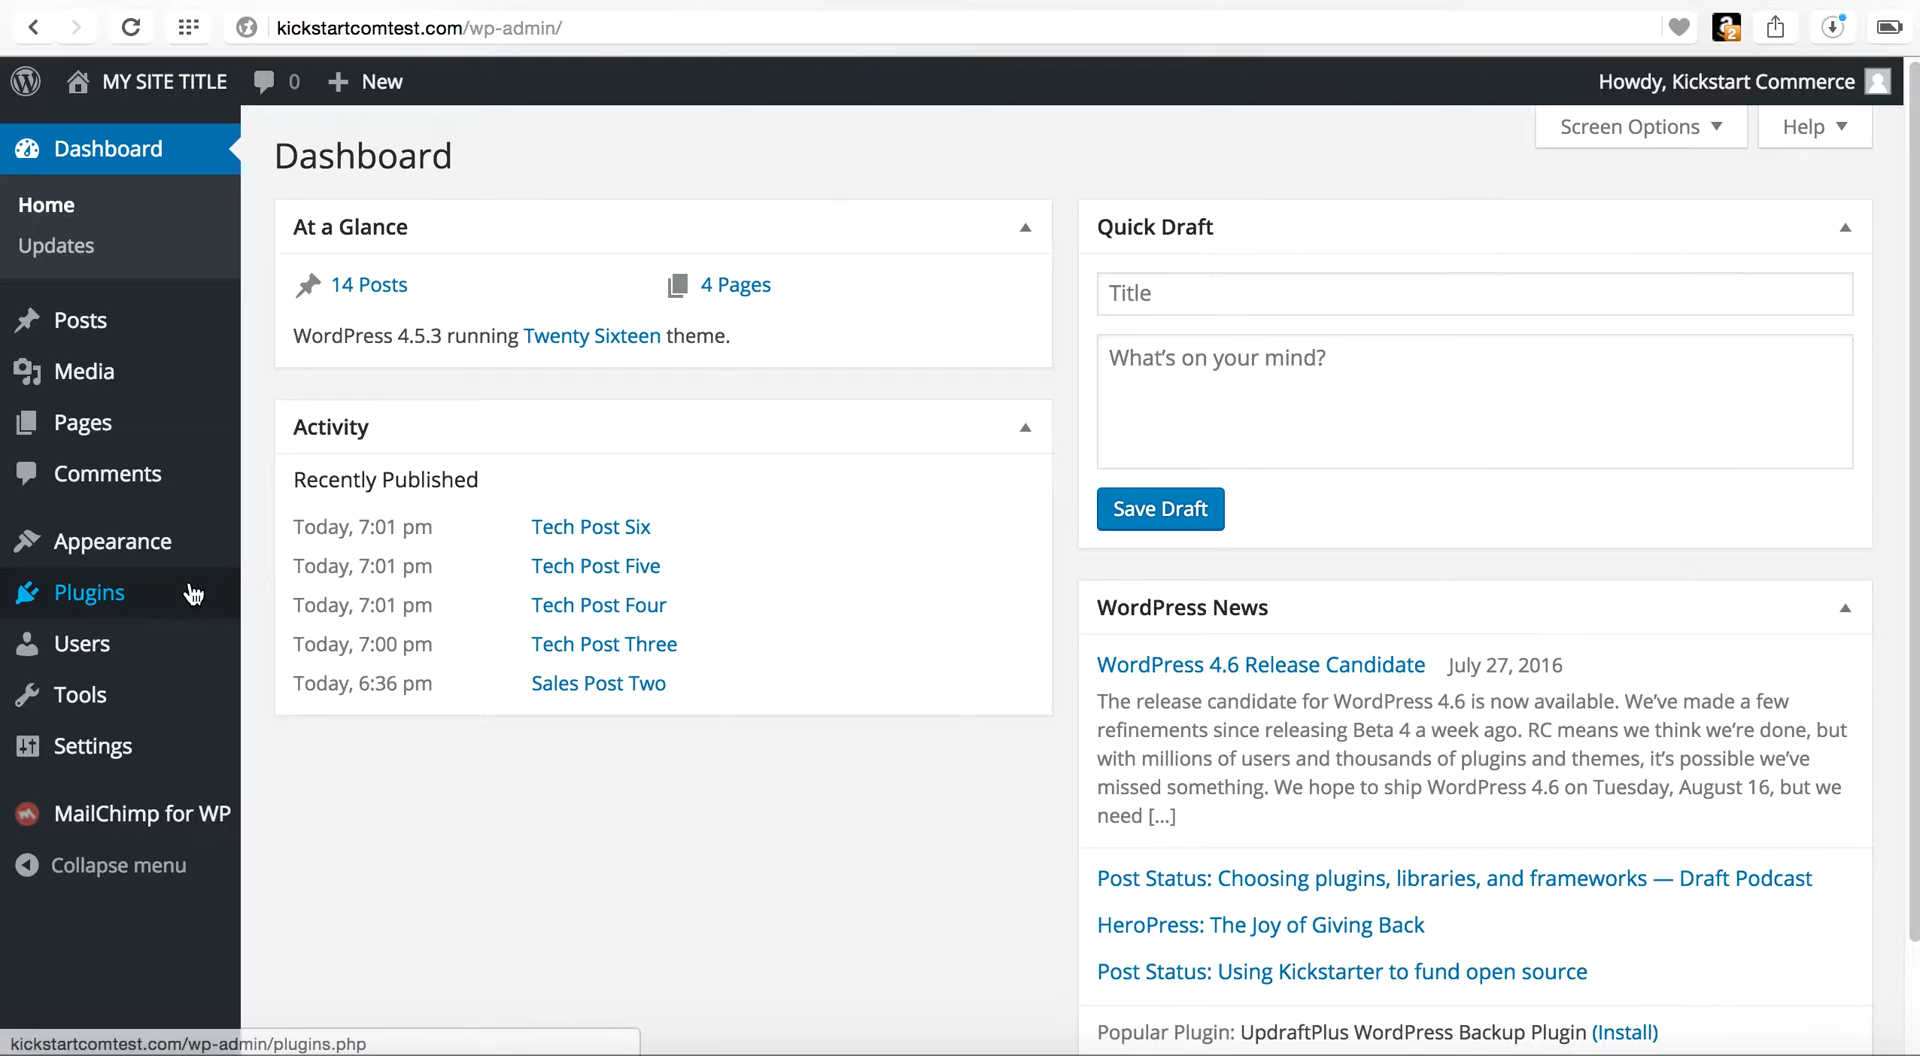 kickstartcomtest.com/wp-admin/
2
MY SITE TITLE
0
New
Howdy, Kickstart Commerce
Dashboard
Home
Updates
Posts
Media
Pages
Comments
Appearance
Plugins
Users
Tools
Settings
MailChimp for WP
Collapse menu
Screen Options
Help
Dashboard
At a Glance
14 Posts
4 Pages
WordPress 4.5.3 running Twenty Sixteen theme.
Activity
Recently Published
Today, 7:01 pm Tech Post Six
Today, 7:01 pm Tech Post Five
Today, 7:01 pm Tech Post Four
Today, 7:00 pm Tech Post Three
Today, 6:36 pm Sales Post Two
Quick Draft
Title
What's on your mind?
Save Draft
WordPress News
WordPress 4.6 Release Candidate July 27, 2016
The release candidate for WordPress 4.6 is now available. We've made a few
refinements since releasing Beta 4 a week ago. RC means we think we're done, but
with millions of users and thousands of plugins and themes, it's possible we've
missed something. We hope to ship WordPress 4.6 on Tuesday, August 16, but we
need [...]
Post Status: Choosing plugins, libraries, and frameworks — Draft Podcast
HeroPress: The Joy of Giving Back
Post Status: Using Kickstarter to fund open source
Popular Plugin: UpdraftPlus WordPress Backup Plugin (Install)
kickstartcomtest.com/wp-admin/plugins.php